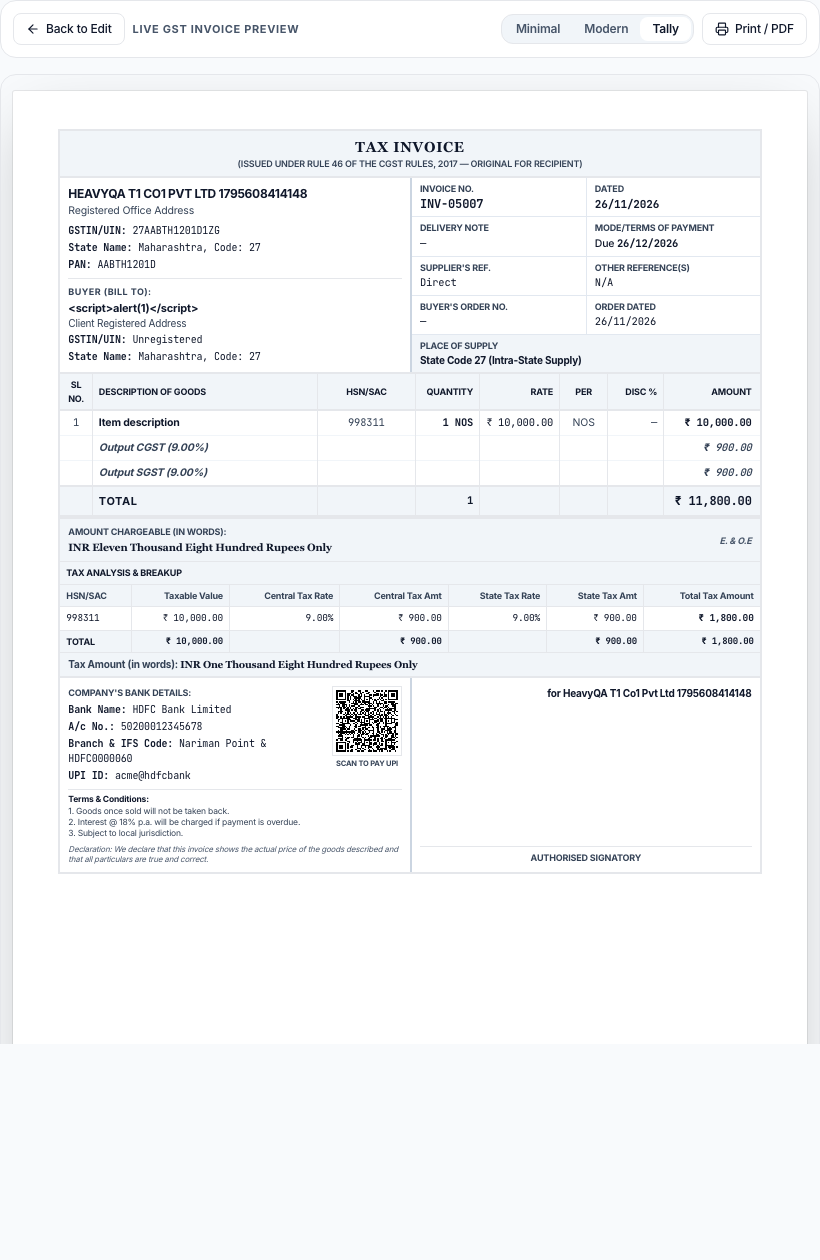 Back to Edit
LIVE GST INVOICE PREVIEW
Minimal
Modern
Tally
Print / PDF
TAX INVOICE
(ISSUED UNDER RULE 46 OF THE CGST RULES, 2017 — ORIGINAL FOR RECIPIENT)
HEAVYQA T1 CO1 PVT LTD 1795608414148
Registered Office Address
GSTIN/UIN: 27AABTH1201D1ZG
State Name: Maharashtra, Code: 27
PAN: AABTH1201D
BUYER (BILL TO):
<script>alert(1)</script>
Client Registered Address
GSTIN/UIN: Unregistered
State Name: Maharashtra, Code: 27
INVOICE NO.
INV-05007
DATED
26/11/2026
DELIVERY NOTE
—
MODE/TERMS OF PAYMENT
Due 26/12/2026
SUPPLIER'S REF.
Direct
OTHER REFERENCE(S)
N/A
BUYER'S ORDER NO.
—
ORDER DATED
26/11/2026
PLACE OF SUPPLY
State Code 27 (Intra-State Supply)
SL NO. DESCRIPTION OF GOODS HSN/SAC QUANTITY RATE PER DISC % AMOUNT
1 Item description 998311 1 NOS ₹ 10,000.00 NOS — ₹ 10,000.00
Output CGST (9.00%) ₹ 900.00
Output SGST (9.00%) ₹ 900.00
TOTAL 1 ₹ 11,800.00
AMOUNT CHARGEABLE (IN WORDS):
INR Eleven Thousand Eight Hundred Rupees Only
E. & O.E
TAX ANALYSIS & BREAKUP
HSN/SAC Taxable Value Central Tax Rate Central Tax Amt State Tax Rate State Tax Amt Total Tax Amount
998311 ₹ 10,000.00 9.00% ₹ 900.00 9.00% ₹ 900.00 ₹ 1,800.00
TOTAL ₹ 10,000.00 ₹ 900.00 ₹ 900.00 ₹ 1,800.00
Tax Amount (in words): INR One Thousand Eight Hundred Rupees Only
COMPANY'S BANK DETAILS:
Bank Name: HDFC Bank Limited
A/c No.: 50200012345678
Branch & IFS Code: Nariman Point &
HDFC0000060
UPI ID: acme@hdfcbank
SCAN TO PAY UPI
Terms & Conditions:
1. Goods once sold will not be taken back.
2. Interest @ 18% p.a. will be charged if payment is overdue.
3. Subject to local jurisdiction.
Declaration: We declare that this invoice shows the actual price of the goods described and
that all particulars are true and correct.
for HeavyQA T1 Co1 Pvt Ltd 1795608414148
AUTHORISED SIGNATORY